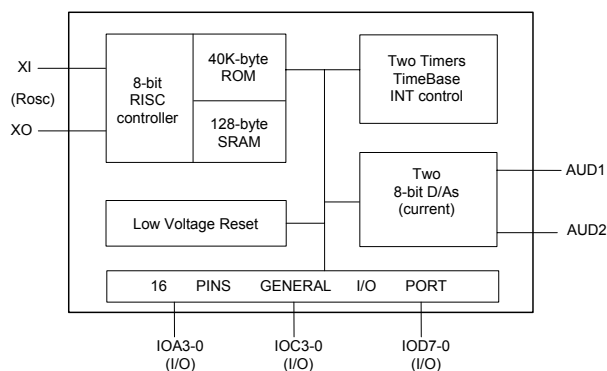 XI
(Rosc)
XO
8-bit
RISC
controller
40K-byte
ROM
128-byte
SRAM
Two Timers
TimeBase
INT control
Two
8-bit D/As
(current)
AUD1
AUD2
Low Voltage Reset
16 PINS GENERAL I/O PORT
IOA3-0
(I/O)
IOC3-0
(I/O)
IOD7-0
(I/O)